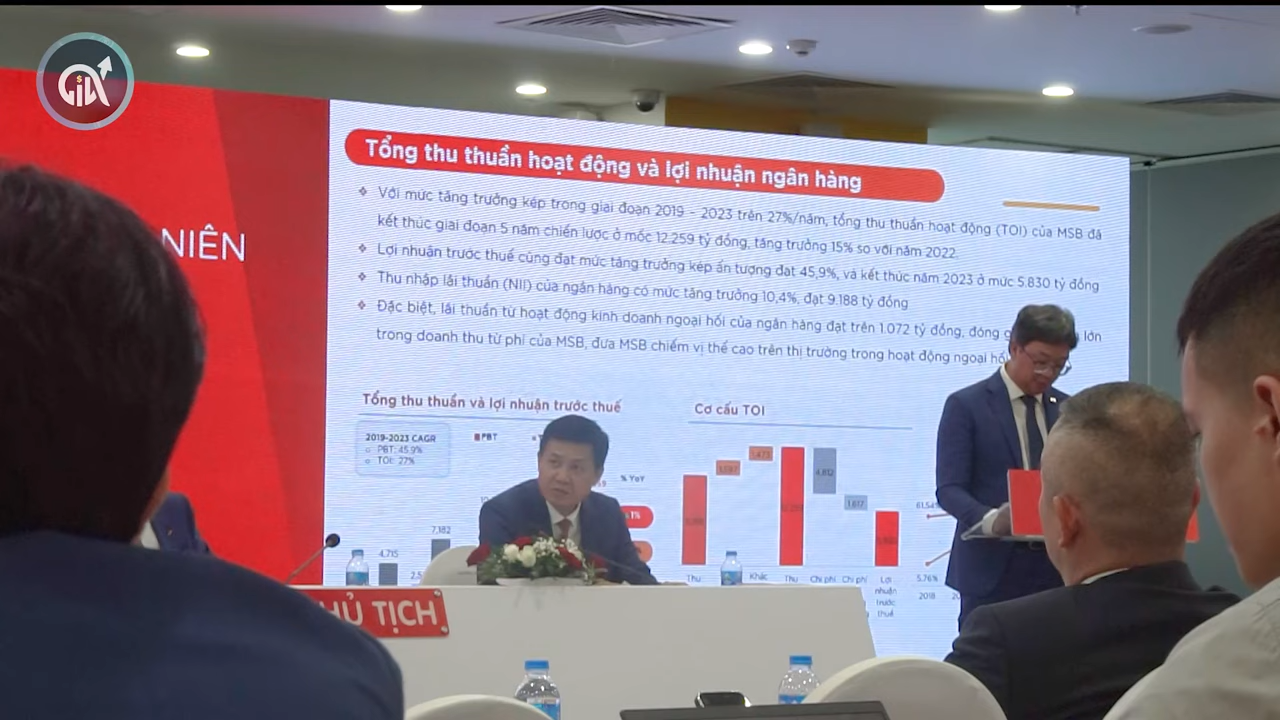 GIA
NIÊN
Tổng thu thuần hoạt động và lợi nhuận ngân hàng
❖ Với mức tăng trưởng kép trong giai đoạn 2019 - 2023 trên 27%/năm, tổng thu thuần hoạt động (TOI) của MSB đã
kết thúc giai đoạn 5 năm chiến lược ở mốc 12.259 tỷ đồng, tăng trưởng 15% so với năm 2022.
❖ Lợi nhuận trước thuế cũng đạt mức tăng trưởng kép ấn tượng đạt 45,9%, và kết thúc năm 2023 ở mức 5.830 tỷ đồng
❖ Thu nhập lãi thuần (NII) của ngân hàng có mức tăng trưởng 10,4%, đạt 9.188 tỷ đồng
❖ Đặc biệt, lãi thuần từ hoạt động kinh doanh ngoại hối của ngân hàng đạt trên 1.072 tỷ đồng, đóng lớn
trong doanh thu từ phí của MSB, đưa MSB chiếm vị thế cao trên thị trường trong hoạt động ngoại hối
Tổng thu thuần và lợi nhuận trước thuế
Cơ cấu TOI
2019-2023 CAGR
PBT: 45.9%
TOI: 27%
PBT
% YoY
4,715
7,182
4,812
1,617
61.54%
5.76%
Thu
Khác
Thu
Chi phí
Chi phí
Lợi
nhuận
trước
thuế
2018
HỦ TỊCH